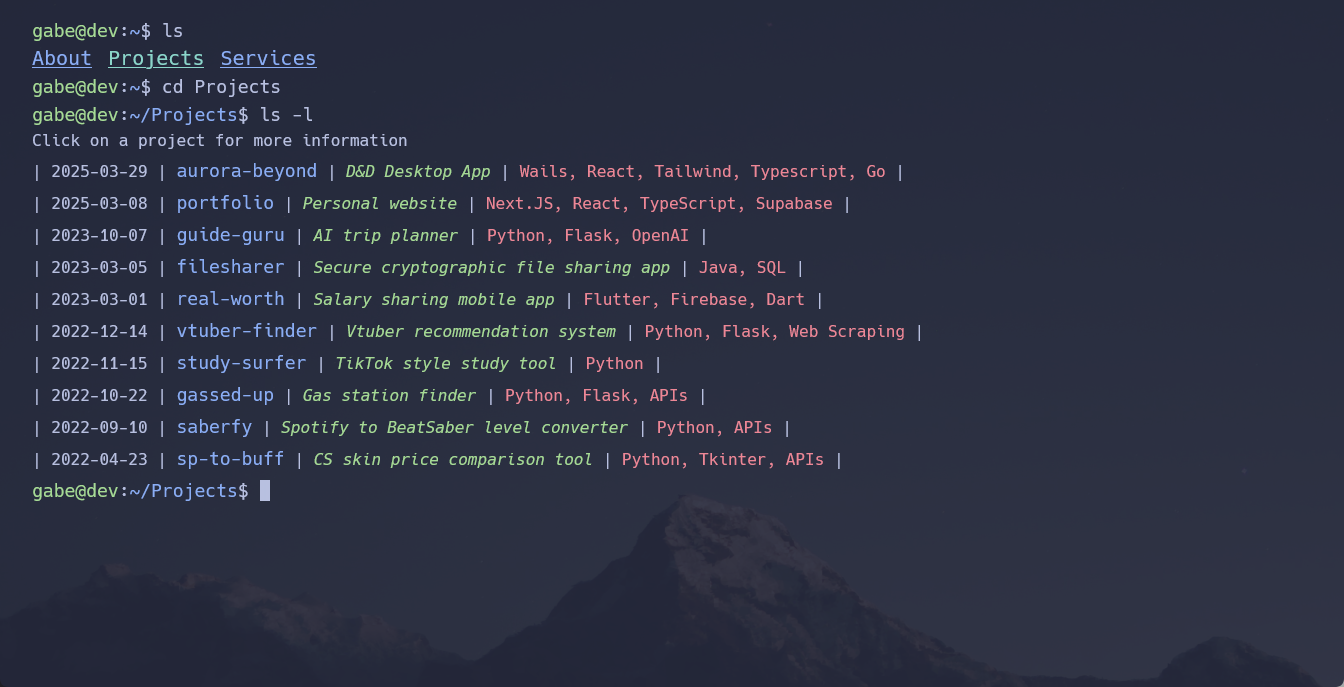 gabe@dev:~$ ls
About Projects Services
gabe@dev:~$ cd Projects
gabe@dev:~/Projects$ ls -l
Click on a project for more information
| 2025-03-29 | aurora-beyond | D&D Desktop App | Wails, React, Tailwind, Typescript, Go |
| 2025-03-08 | portfolio | Personal website | Next.JS, React, TypeScript, Supabase |
| 2023-10-07 | guide-guru | AI trip planner | Python, Flask, OpenAI |
| 2023-03-05 | filesharer | Secure cryptographic file sharing app | Java, SQL |
| 2023-03-01 | real-worth | Salary sharing mobile app | Flutter, Firebase, Dart |
| 2022-12-14 | vtuber-finder | Vtuber recommendation system | Python, Flask, Web Scraping |
| 2022-11-15 | study-surfer | TikTok style study tool | Python |
| 2022-10-22 | gassed-up | Gas station finder | Python, Flask, APIs |
| 2022-09-10 | saberfy | Spotify to BeatSaber level converter | Python, APIs |
| 2022-04-23 | sp-to-buff | CS skin price comparison tool | Python, Tkinter, APIs |
gabe@dev:~/Projects$